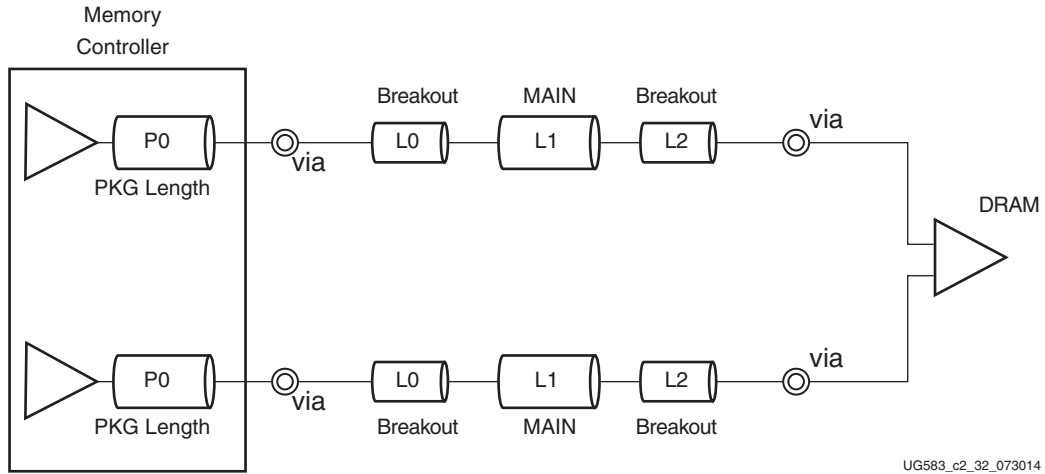 Memory
Controller
Breakout MAIN Breakout via
P0 L0 L1 L2
via
PKG Length
DRAM
P0 L0 L1 L2 via
via
PKG Length Breakout MAIN Breakout
UG583_c2_32_073014